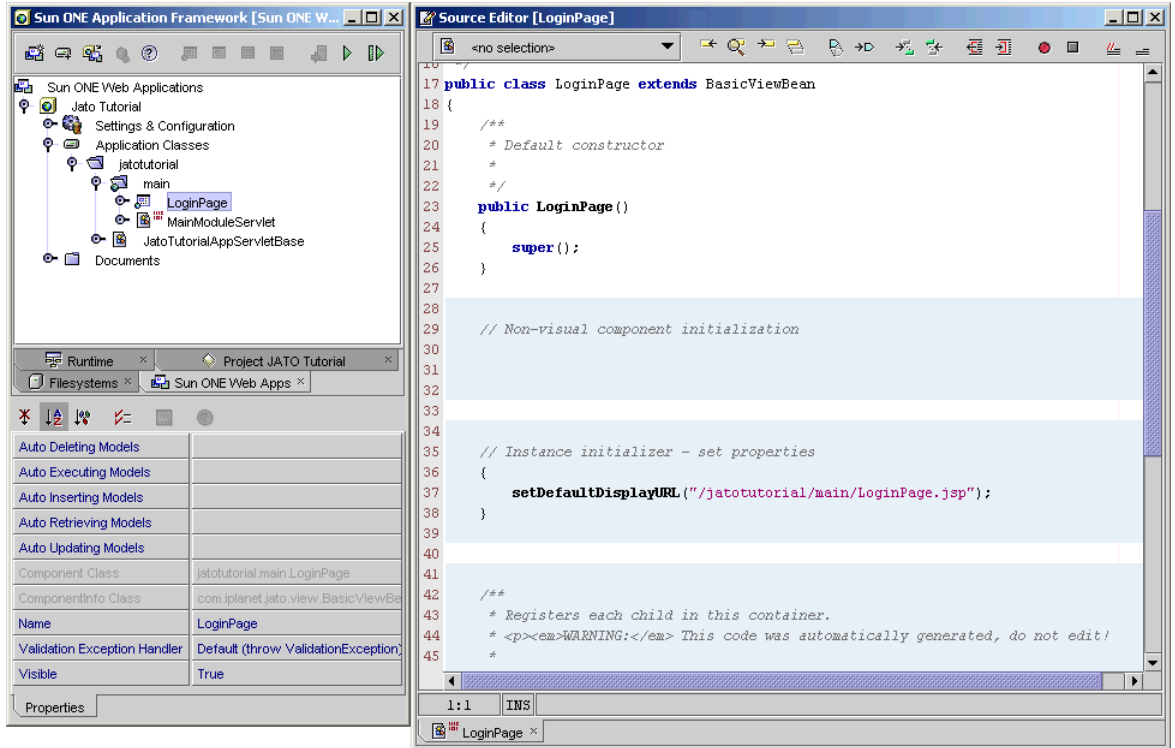 Sun ONE Application Framework [Sun ONE W...
Sun ONE Web Applications
Jato Tutorial
Settings & Configuration
Application Classes
jatotutorial
main
LoginPage
MainModuleServlet
JatoTutorialAppServletBase
Documents
Runtime × Project JATO Tutorial ×
Filesystems × Sun ONE Web Apps ×
Auto Deleting Models
Auto Executing Models
Auto Inserting Models
Auto Retrieving Models
Auto Updating Models
Component Class jatotutorial.main.LoginPage
ComponentInfo Class com.iplanet.jato.view.BasicViewBe
Name LoginPage
Validation Exception Handler Default (throw ValidationException)
Visible True
Properties
Source Editor [LoginPage]
<no selection>
16 */
17 public class LoginPage extends BasicViewBean
18 {
19 /**
20 * Default constructor
21 *
22 */
23 public LoginPage()
24 {
25 super();
26 }
27
28
29 // Non-visual component initialization
30
31
32
33
34
35 // Instance initializer - set properties
36 {
37 setDefaultDisplayURL("/jatotutorial/main/LoginPage.jsp");
38 }
39
40
41
42 /**
43 * Registers each child in this container.
44 * <p><em>WARNING:</em> This code was automatically generated, do not edit!
45 *
1:1 INS
LoginPage ×